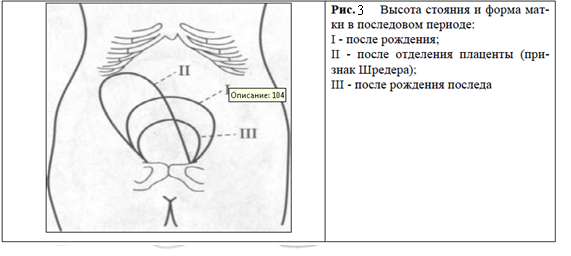 Рис.3 Высота стояния и форма мат-
ки в последовом периоде:
I - после рождения;
II - после отделения плаценты (при-
знак Шредера);
III - после рождения последа
II
I
Описание: 104
III